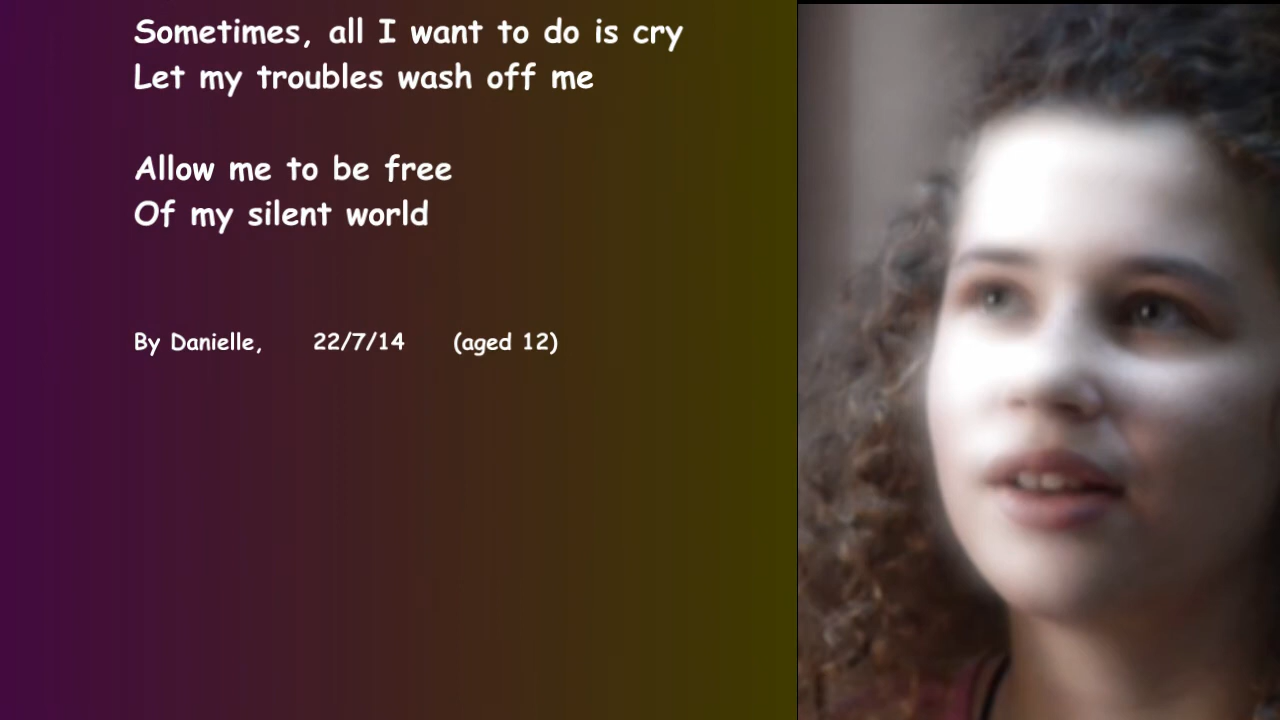 Sometimes, all I want to do is cry
Let my troubles wash off me
Allow me to be free
Of my silent world
By Danielle, 22/7/14 (aged 12)